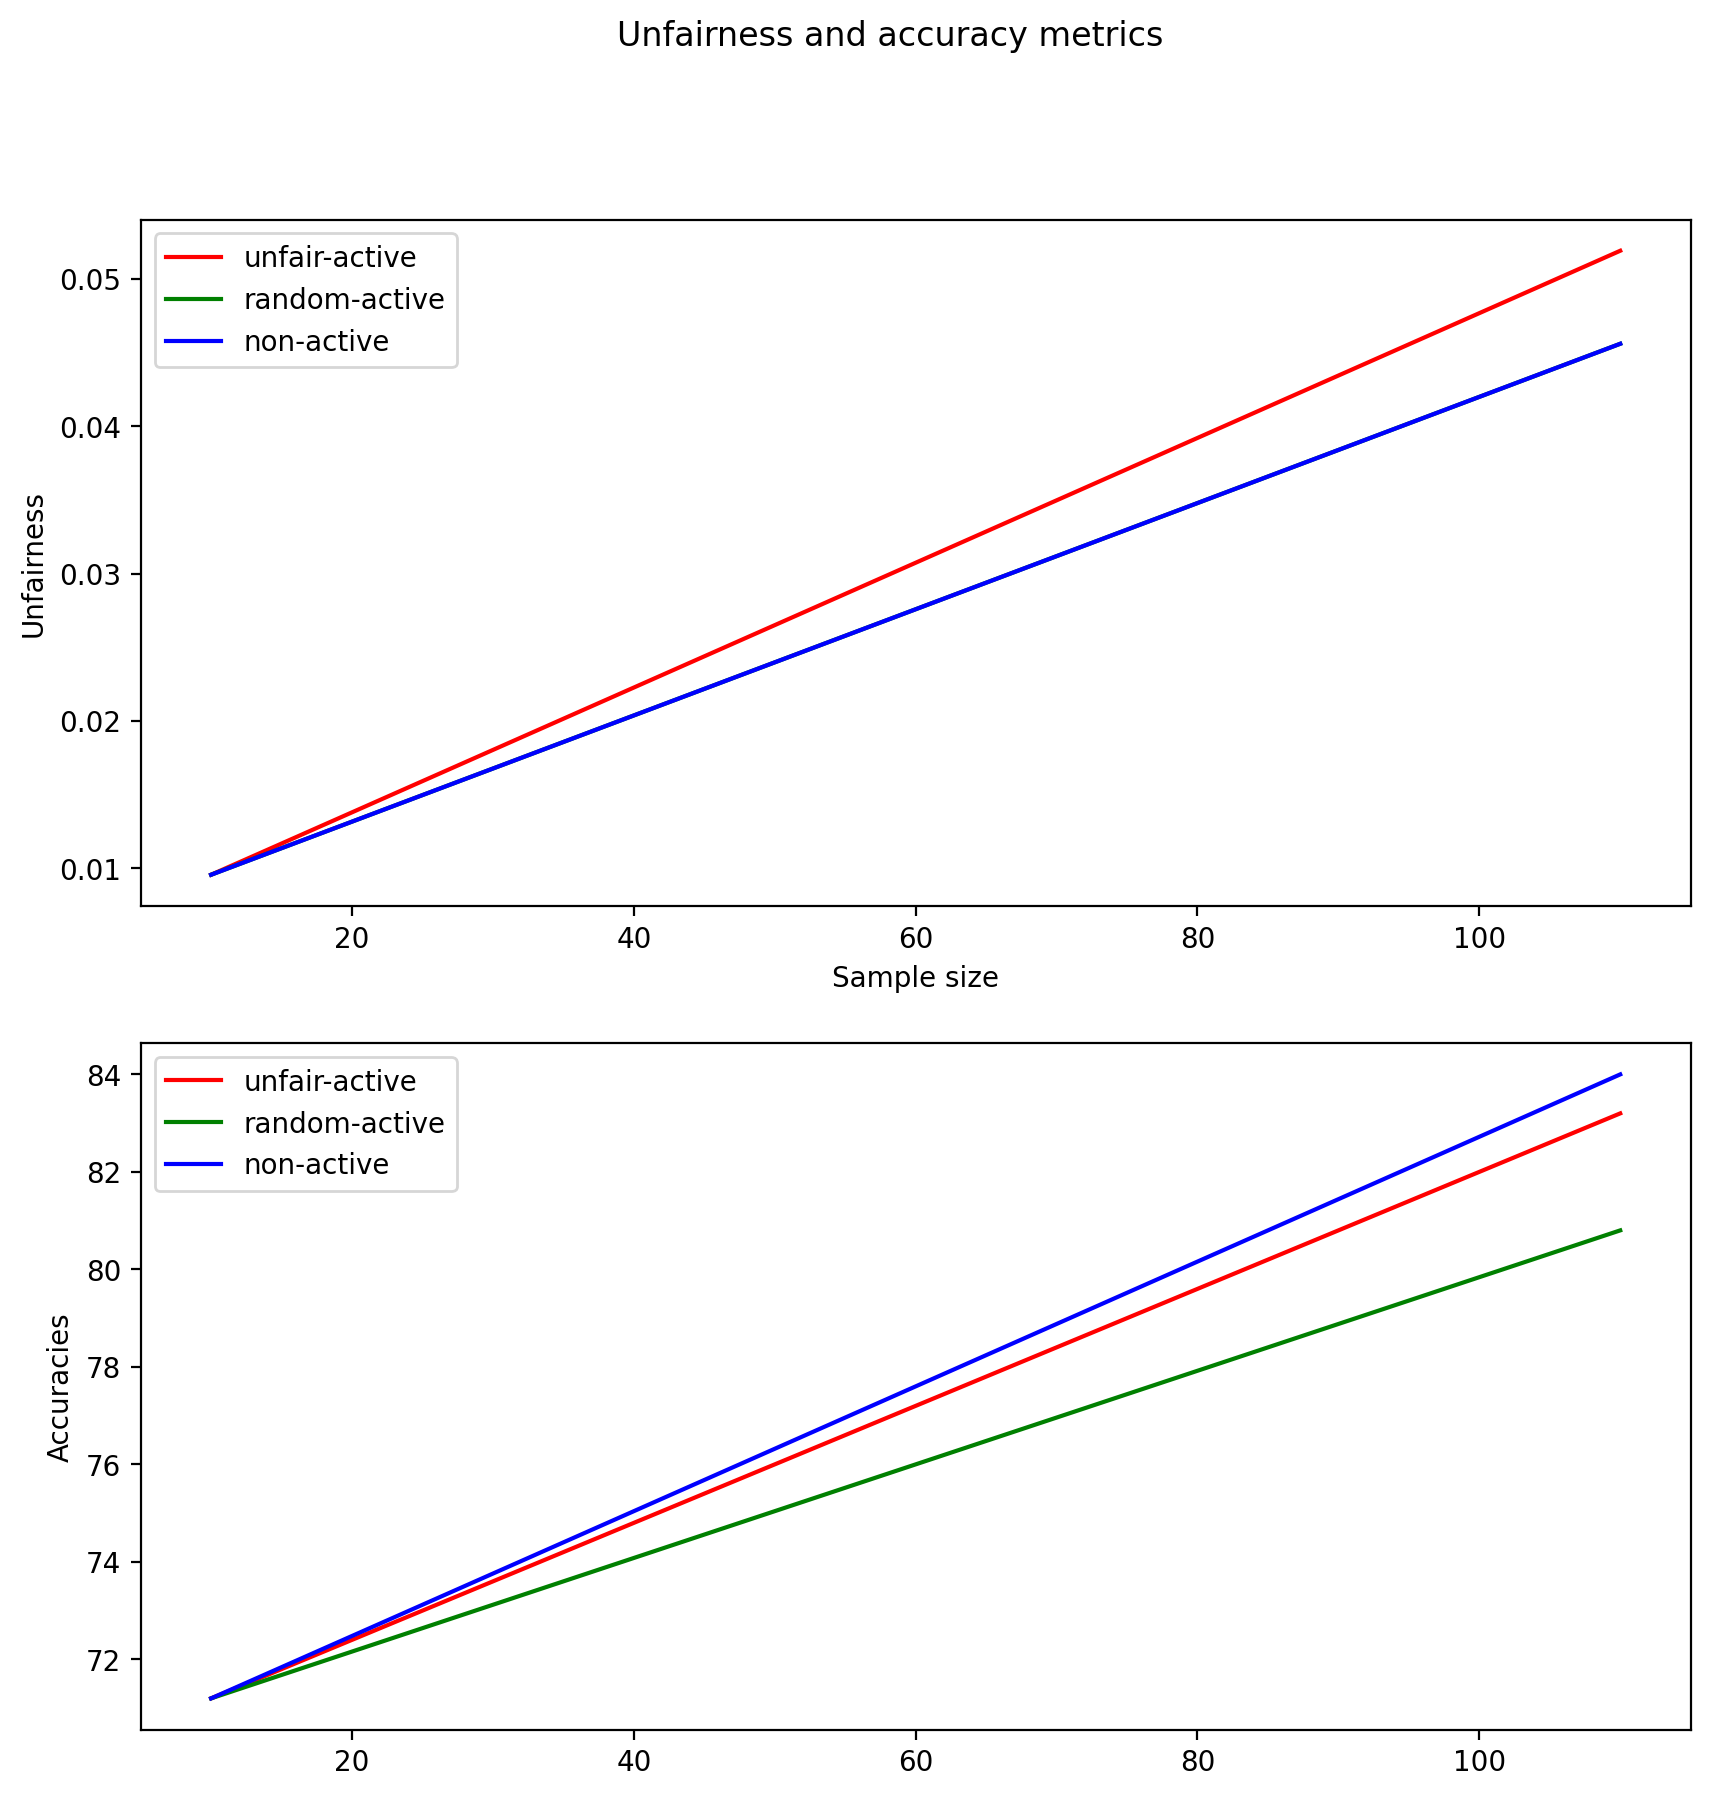 Unfairness and accuracy metrics
unfair-active
random-active
non-active
0.05
0.04
0.03
0.02
0.01
Unfairness
20 40 60 80 100
Sample size
unfair-active
random-active
non-active
84
82
80
78
76
74
72
Accuracies
20 40 60 80 100